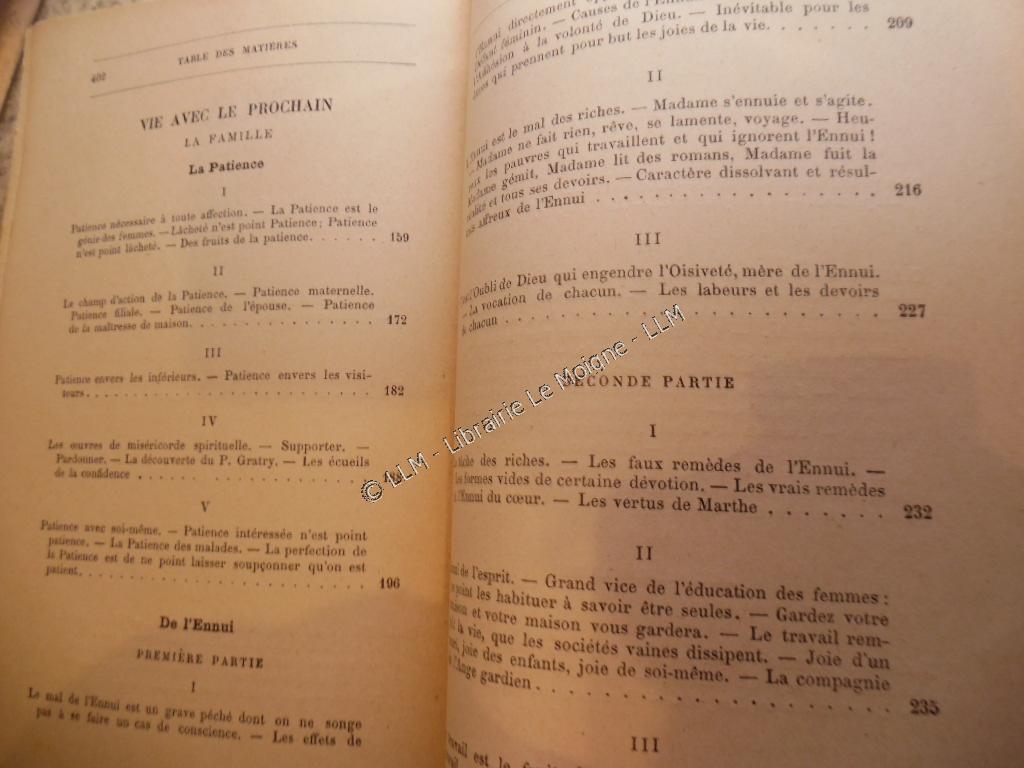 402
TABLE DES MATIÈRES
VIE AVEC LE PROCHAIN
LA FAMILLE
La Patience
I
Patience nécessaire à toute affection. — La Patience est le
génie des femmes. — Lâcheté n'est point Patience; Patience
n'est point lâcheté. — Des fruits de la patience. . . . . . . 159
II
Le champ d'action de la Patience. — Patience maternelle.
Patience filiale. — Patience de l'épouse. — Patience
de la maîtresse de maison. . . . . . . . . . . . . . . . 172
III
Patience envers les inférieurs. — Patience envers les visi-
teurs. . . . . . . . . . . . . . . . . . . . . . . . 182
IV
Les œuvres de miséricorde spirituelle. — Supporter. —
Pardonner. — La découverte du P. Gratry. — Les écueils
de la confidence . . . . . . . . . . . . . . . . .
V
Patience avec soi-même. — Patience intéressée n'est point
patience. — La Patience des malades. — La perfection de
la Patience est de ne point laisser soupçonner qu'on est
patient. . . . . . . . . . . . . . . . . . . . . . . . 196
De l'Ennui
PREMIÈRE PARTIE
I
Le mal de l'Ennui est un grave péché dont on ne songe
pas à se faire un cas de conscience. — Les effets de
l'Ennui directement
féminin. — Causes de l'Ennui
à la volonté de Dieu. — Inévitable pour les
qui prennent pour but les joies de la vie. . . . . . . . 209
II
L'Ennui est le mal des riches. — Madame s'ennuie et s'agite.
— Madame ne fait rien, rêve, se lamente, voyage. — Heu-
reux les pauvres qui travaillent et qui ignorent l'Ennui !
Madame gémit, Madame lit des romans, Madame fuit la
réalité et tous ses devoirs. — Caractère dissolvant et résul-
tats affreux de l'Ennui . . . . . . . . . . . . . . . . 216
III
l'Oubli de Dieu qui engendre l'Oisiveté, mère de l'Ennui.
— La vocation de chacun. — Les labeurs et les devoirs
de chacun . . . . . . . . . . . . . . . . . . . . . 227
SECONDE PARTIE
I
des riches. — Les faux remèdes de l'Ennui. —
Les formes vides de certaine dévotion. — Les vrais remèdes
à l'Ennui du cœur. — Les vertus de Marthe . . . . . . . 232
II
de l'esprit. — Grand vice de l'éducation des femmes :
point les habituer à savoir être seules. — Gardez votre
maison et votre maison vous gardera. — Le travail rem-
la vie, que les sociétés vaines dissipent. — Joie d'un
joie des enfants, joie de soi-même. — La compagnie
de l'Ange gardien . . . . . . . . . . . . . . . . . . 235
III
travail est le
© LLM - Librairie Le Moigne - LLM